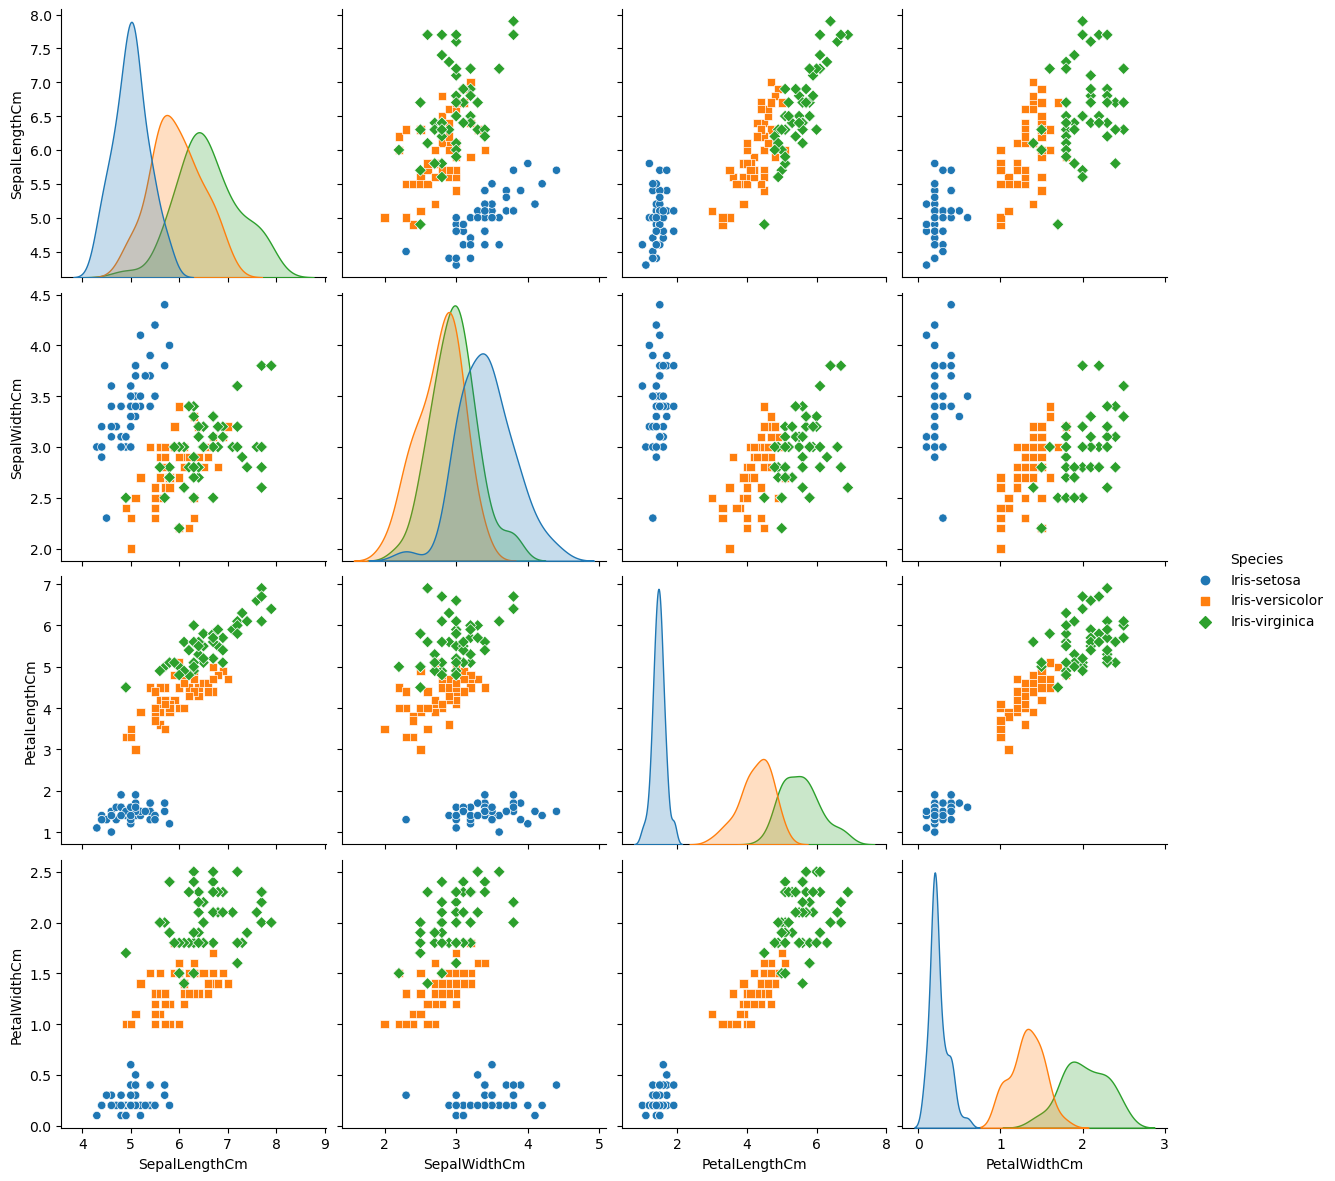 8.0
7.5
7.0
6.5
6.0
5.5
5.0
4.5
SepalLengthCm
4.5
4.0
3.5
3.0
2.5
2.0
SepalWidthCm
7
6
5
4
3
2
1
PetalLengthCm
2.5
2.0
1.5
1.0
0.5
0.0
PetalWidthCm
4 5 6 7 8 9
SepalLengthCm
2 3 4 5
SepalWidthCm
2 4 6 8
PetalLengthCm
0 1 2 3
PetalWidthCm
Species
Iris-setosa
Iris-versicolor
Iris-virginica